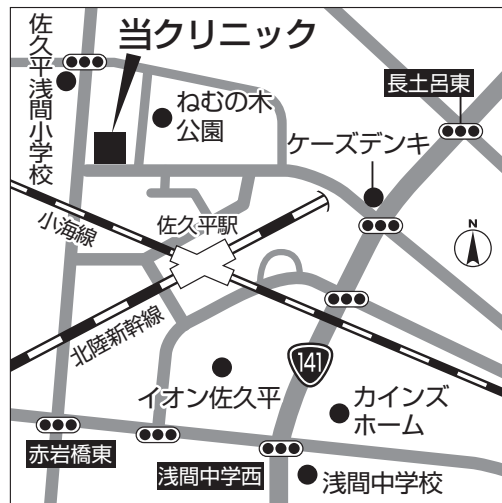 当クリニック
佐久平浅間小学校
ねむの木
公園
長土呂東
ケーズデンキ
佐久平駅
小海線
N
北陸新幹線
141
イオン佐久平
カインズ
ホーム
赤岩橋東
浅間中学西
浅間中学校